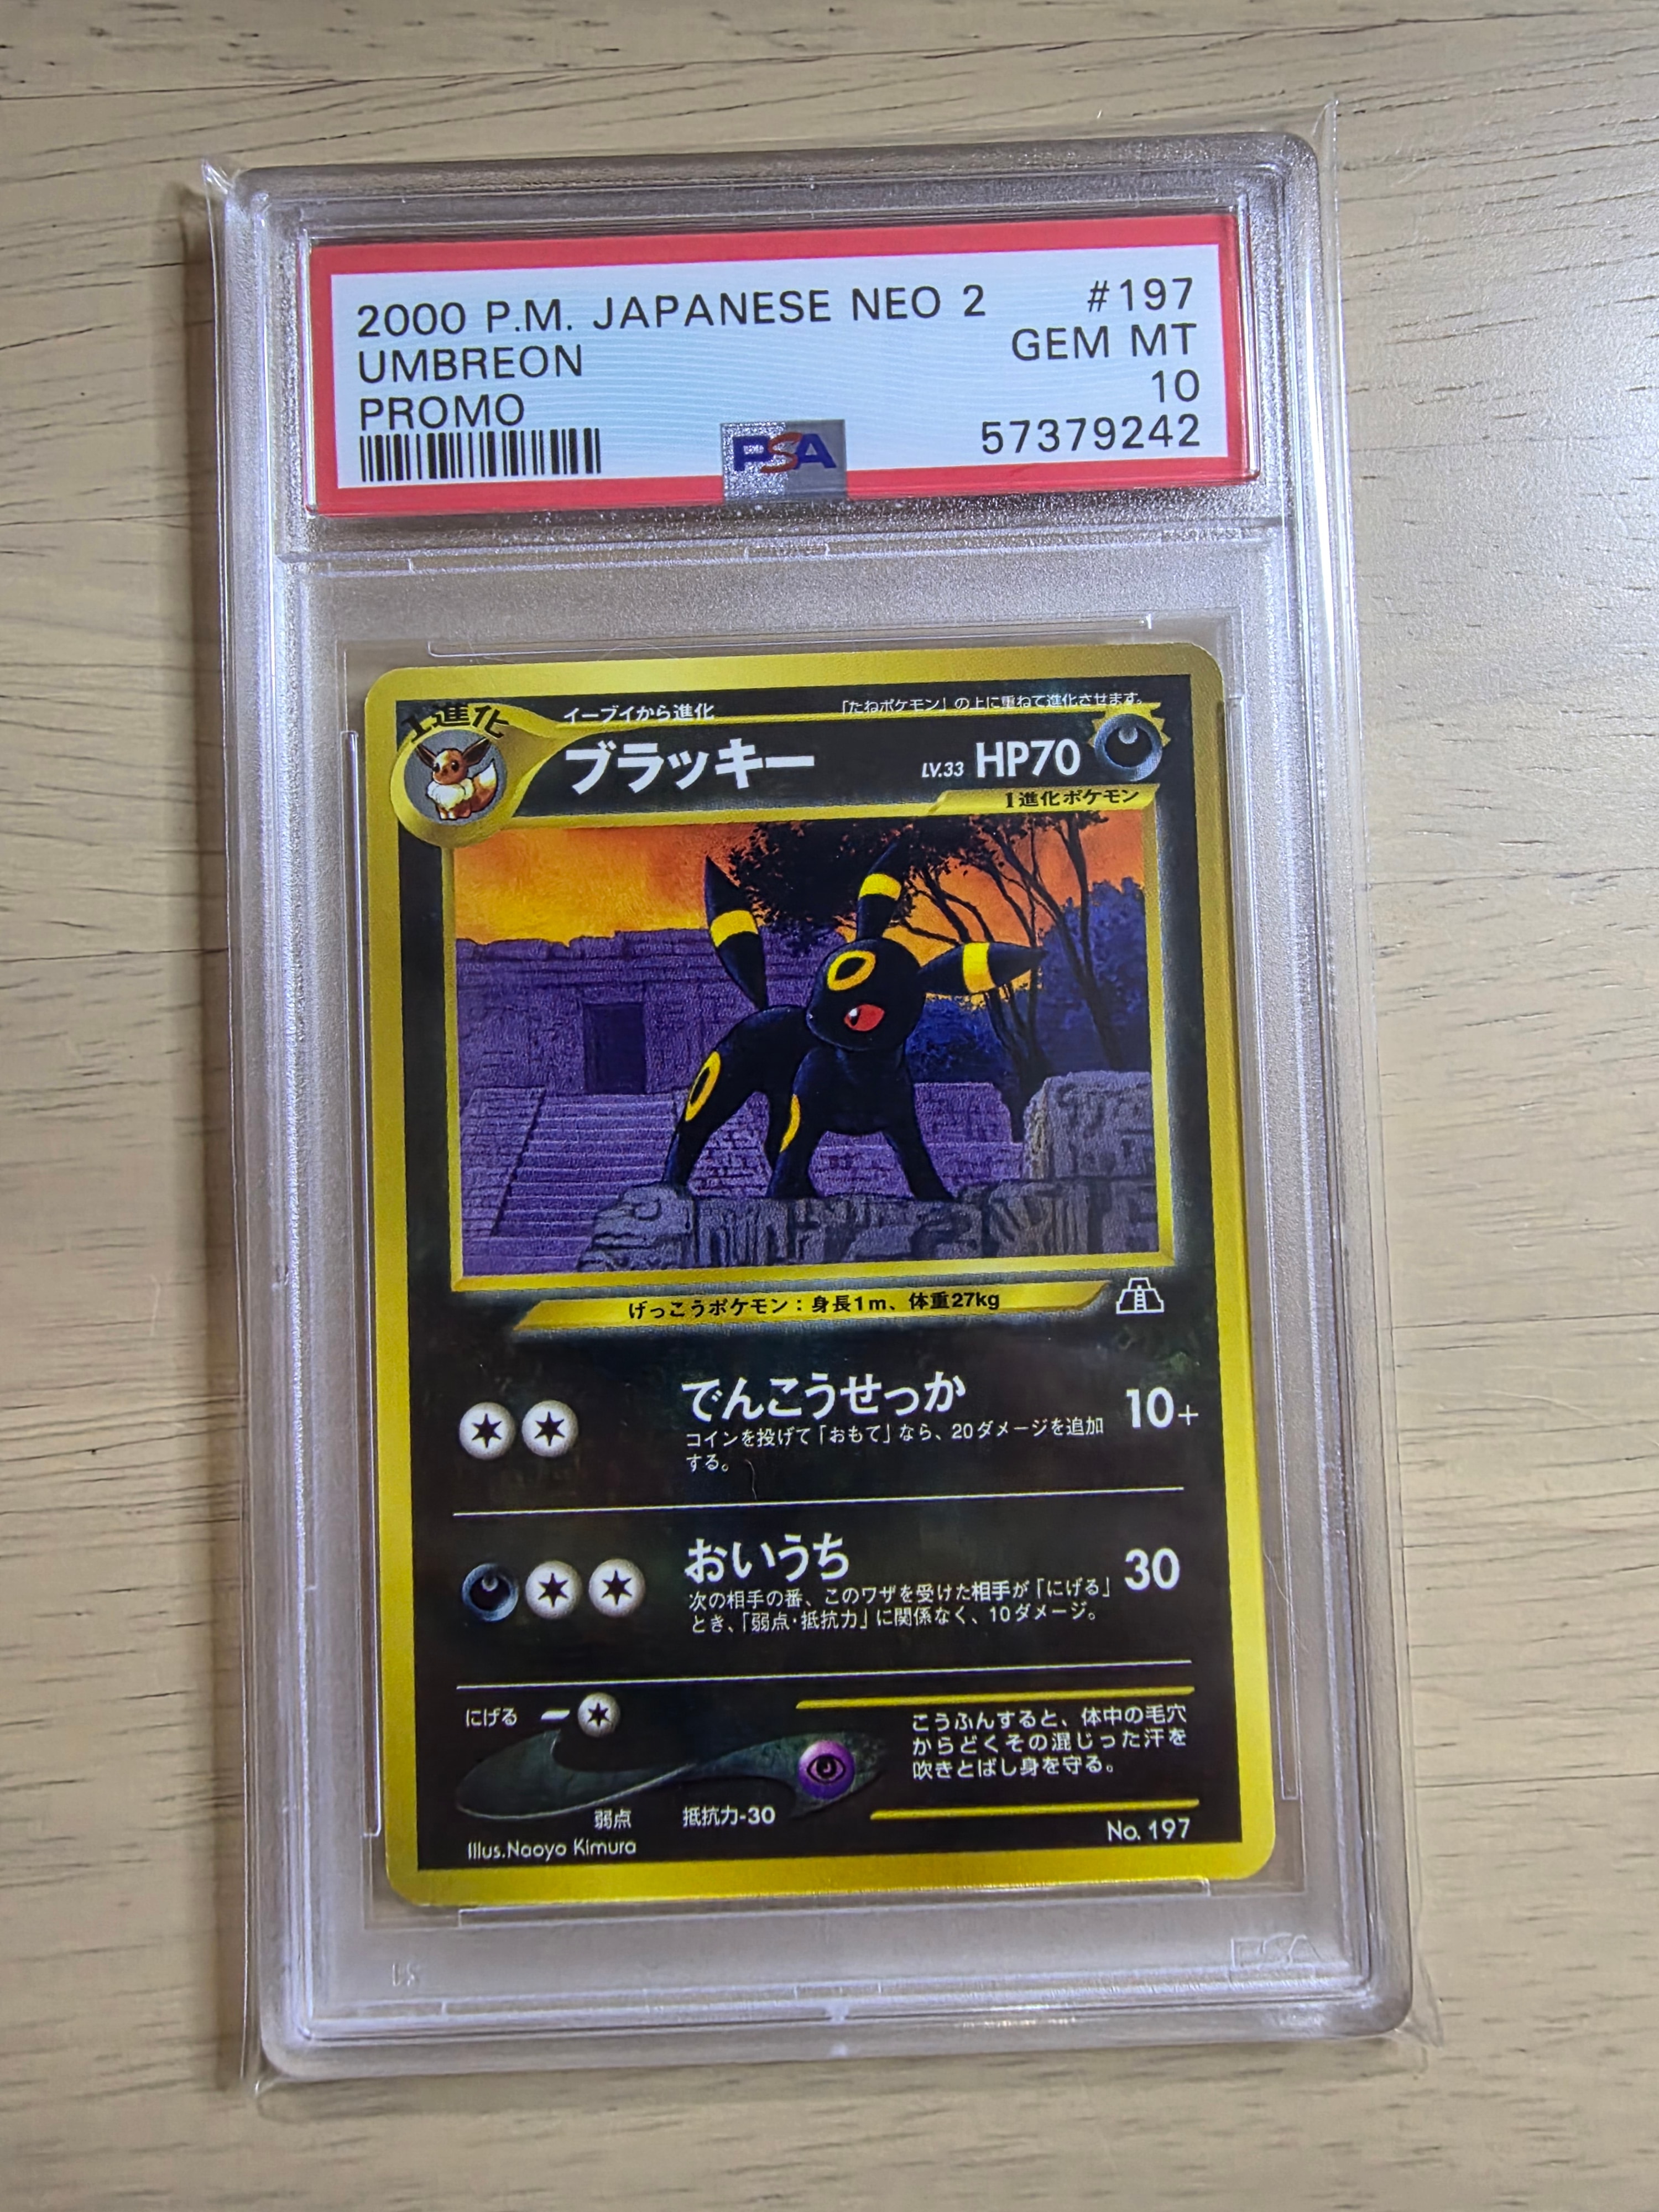 2000 P.M. JAPANESE NEO 2 #197
UMBREON GEM MT
PROMO 10
PSA 57379242
1進化
イーブイから進化 「たねポケモン」の上に重ねて進化させます。
ブラッキー LV.33 HP70
1進化ポケモン
げっこうポケモン：身長1m、体重27kg
でんこうせっか 10+
コインを投げて「おもて」なら、20ダメージを追加
する。
おいうち 30
次の相手の番、このワザを受けた相手が「にげる」
とき、「弱点・抵抗力」に関係なく、10ダメージ。
にげる
こうふんすると、体中の毛穴
からどくその混じった汗を
吹きとばし身を守る。
弱点 抵抗力-30
Illus.Naoyo Kimura No. 197
PSA